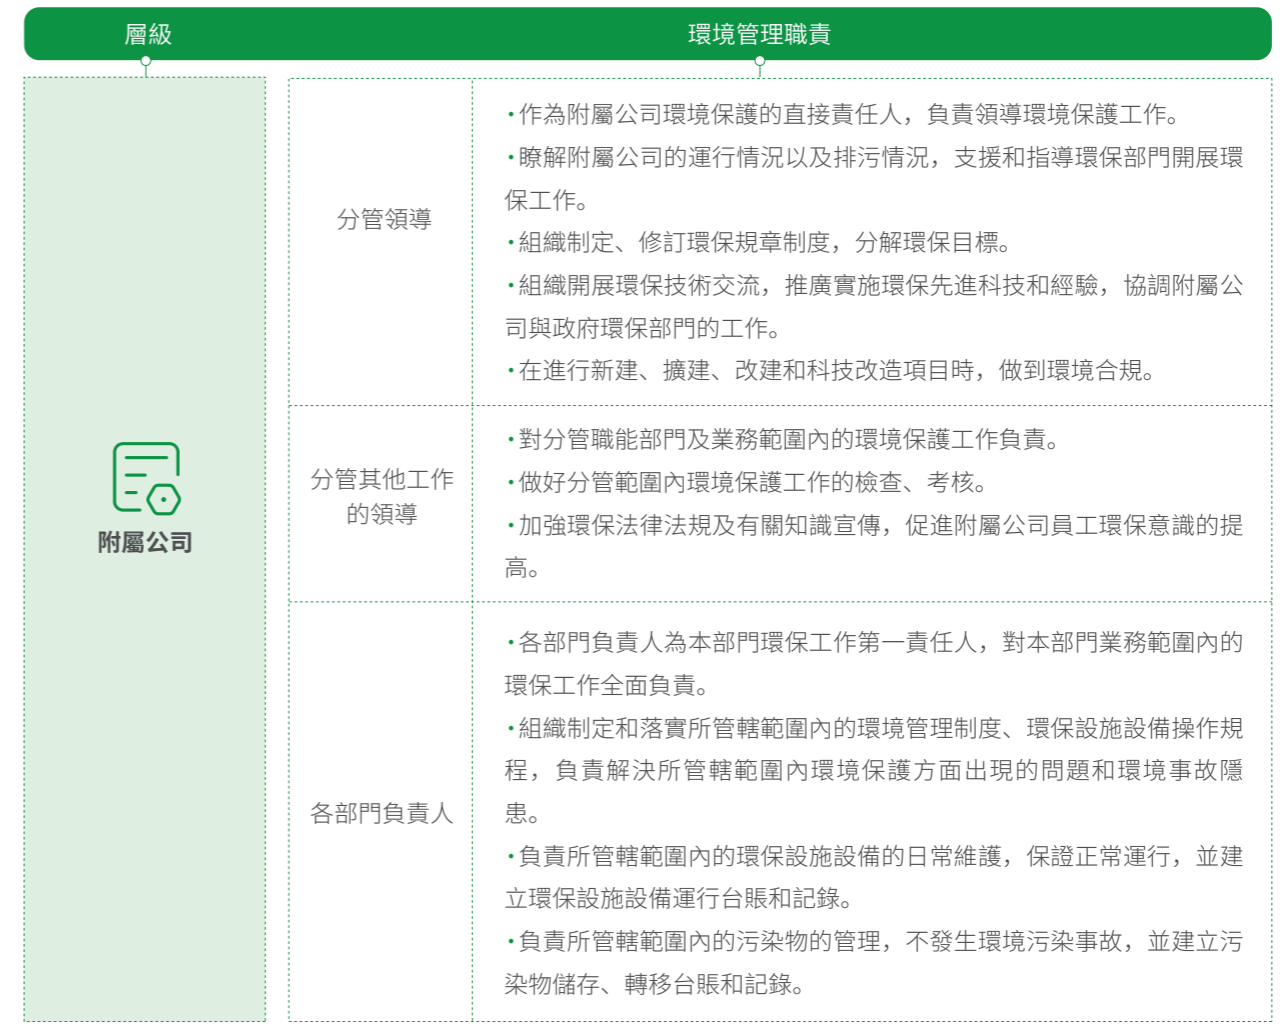 層級
環境管理職責
附屬公司
分管領導
•作為附屬公司環境保護的直接責任人，負責領導環境保護工作。
•瞭解附屬公司的運行情況以及排污情況，支援和指導環保部門開展環
保工作。
•組織制定、修訂環保規章制度，分解環保目標。
•組織開展環保技術交流，推廣實施環保先進科技和經驗，協調附屬公
司與政府環保部門的工作。
•在進行新建、擴建、改建和科技改造項目時，做到環境合規。
分管其他工作
的領導
•對分管職能部門及業務範圍內的環境保護工作負責。
•做好分管範圍內環境保護工作的檢查、考核。
•加強環保法律法規及有關知識宣傳，促進附屬公司員工環保意識的提
高。
各部門負責人
•各部門負責人為本部門環保工作第一責任人，對本部門業務範圍內的
環保工作全面負責。
•組織制定和落實所管轄範圍內的環境管理制度、環保設施設備操作規
程，負責解決所管轄範圍內環境保護方面出現的問題和環境事故隱
患。
•負責所管轄範圍內的環保設施設備的日常維護，保證正常運行，並建
立環保設施設備運行台賬和記錄。
•負責所管轄範圍內的污染物的管理，不發生環境污染事故，並建立污
染物儲存、轉移台賬和記錄。